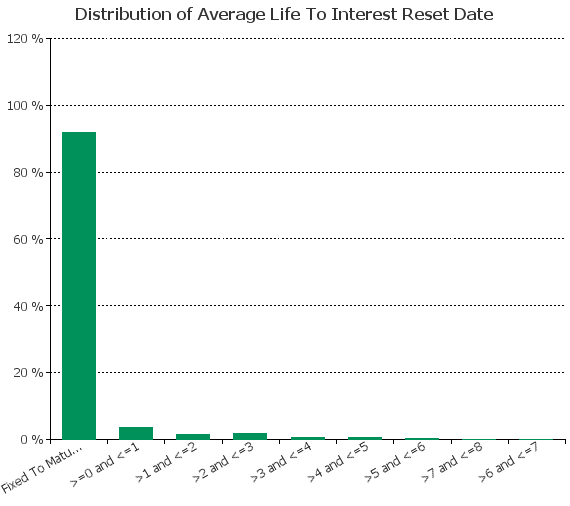 Distribution of Average Life To Interest Reset Date
120 %
100 %
80 %
60 %
40 %
20 %
0 %
Fixed To Matu...
>=0 and <=1
>1 and <=2
>2 and <=3
>3 and <=4
>4 and <=5
>5 and <=6
>7 and <=8
>6 and <=7